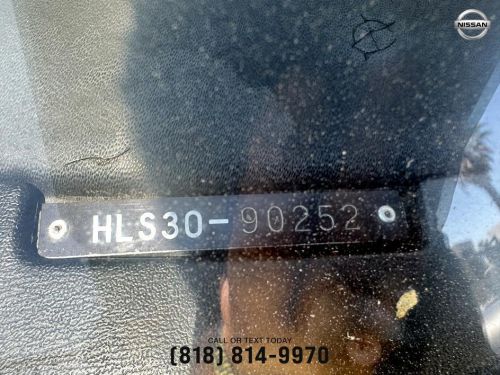 NISSAN
HLS30-90252
CALL OR TEXT TODAY
(818) 814-9970